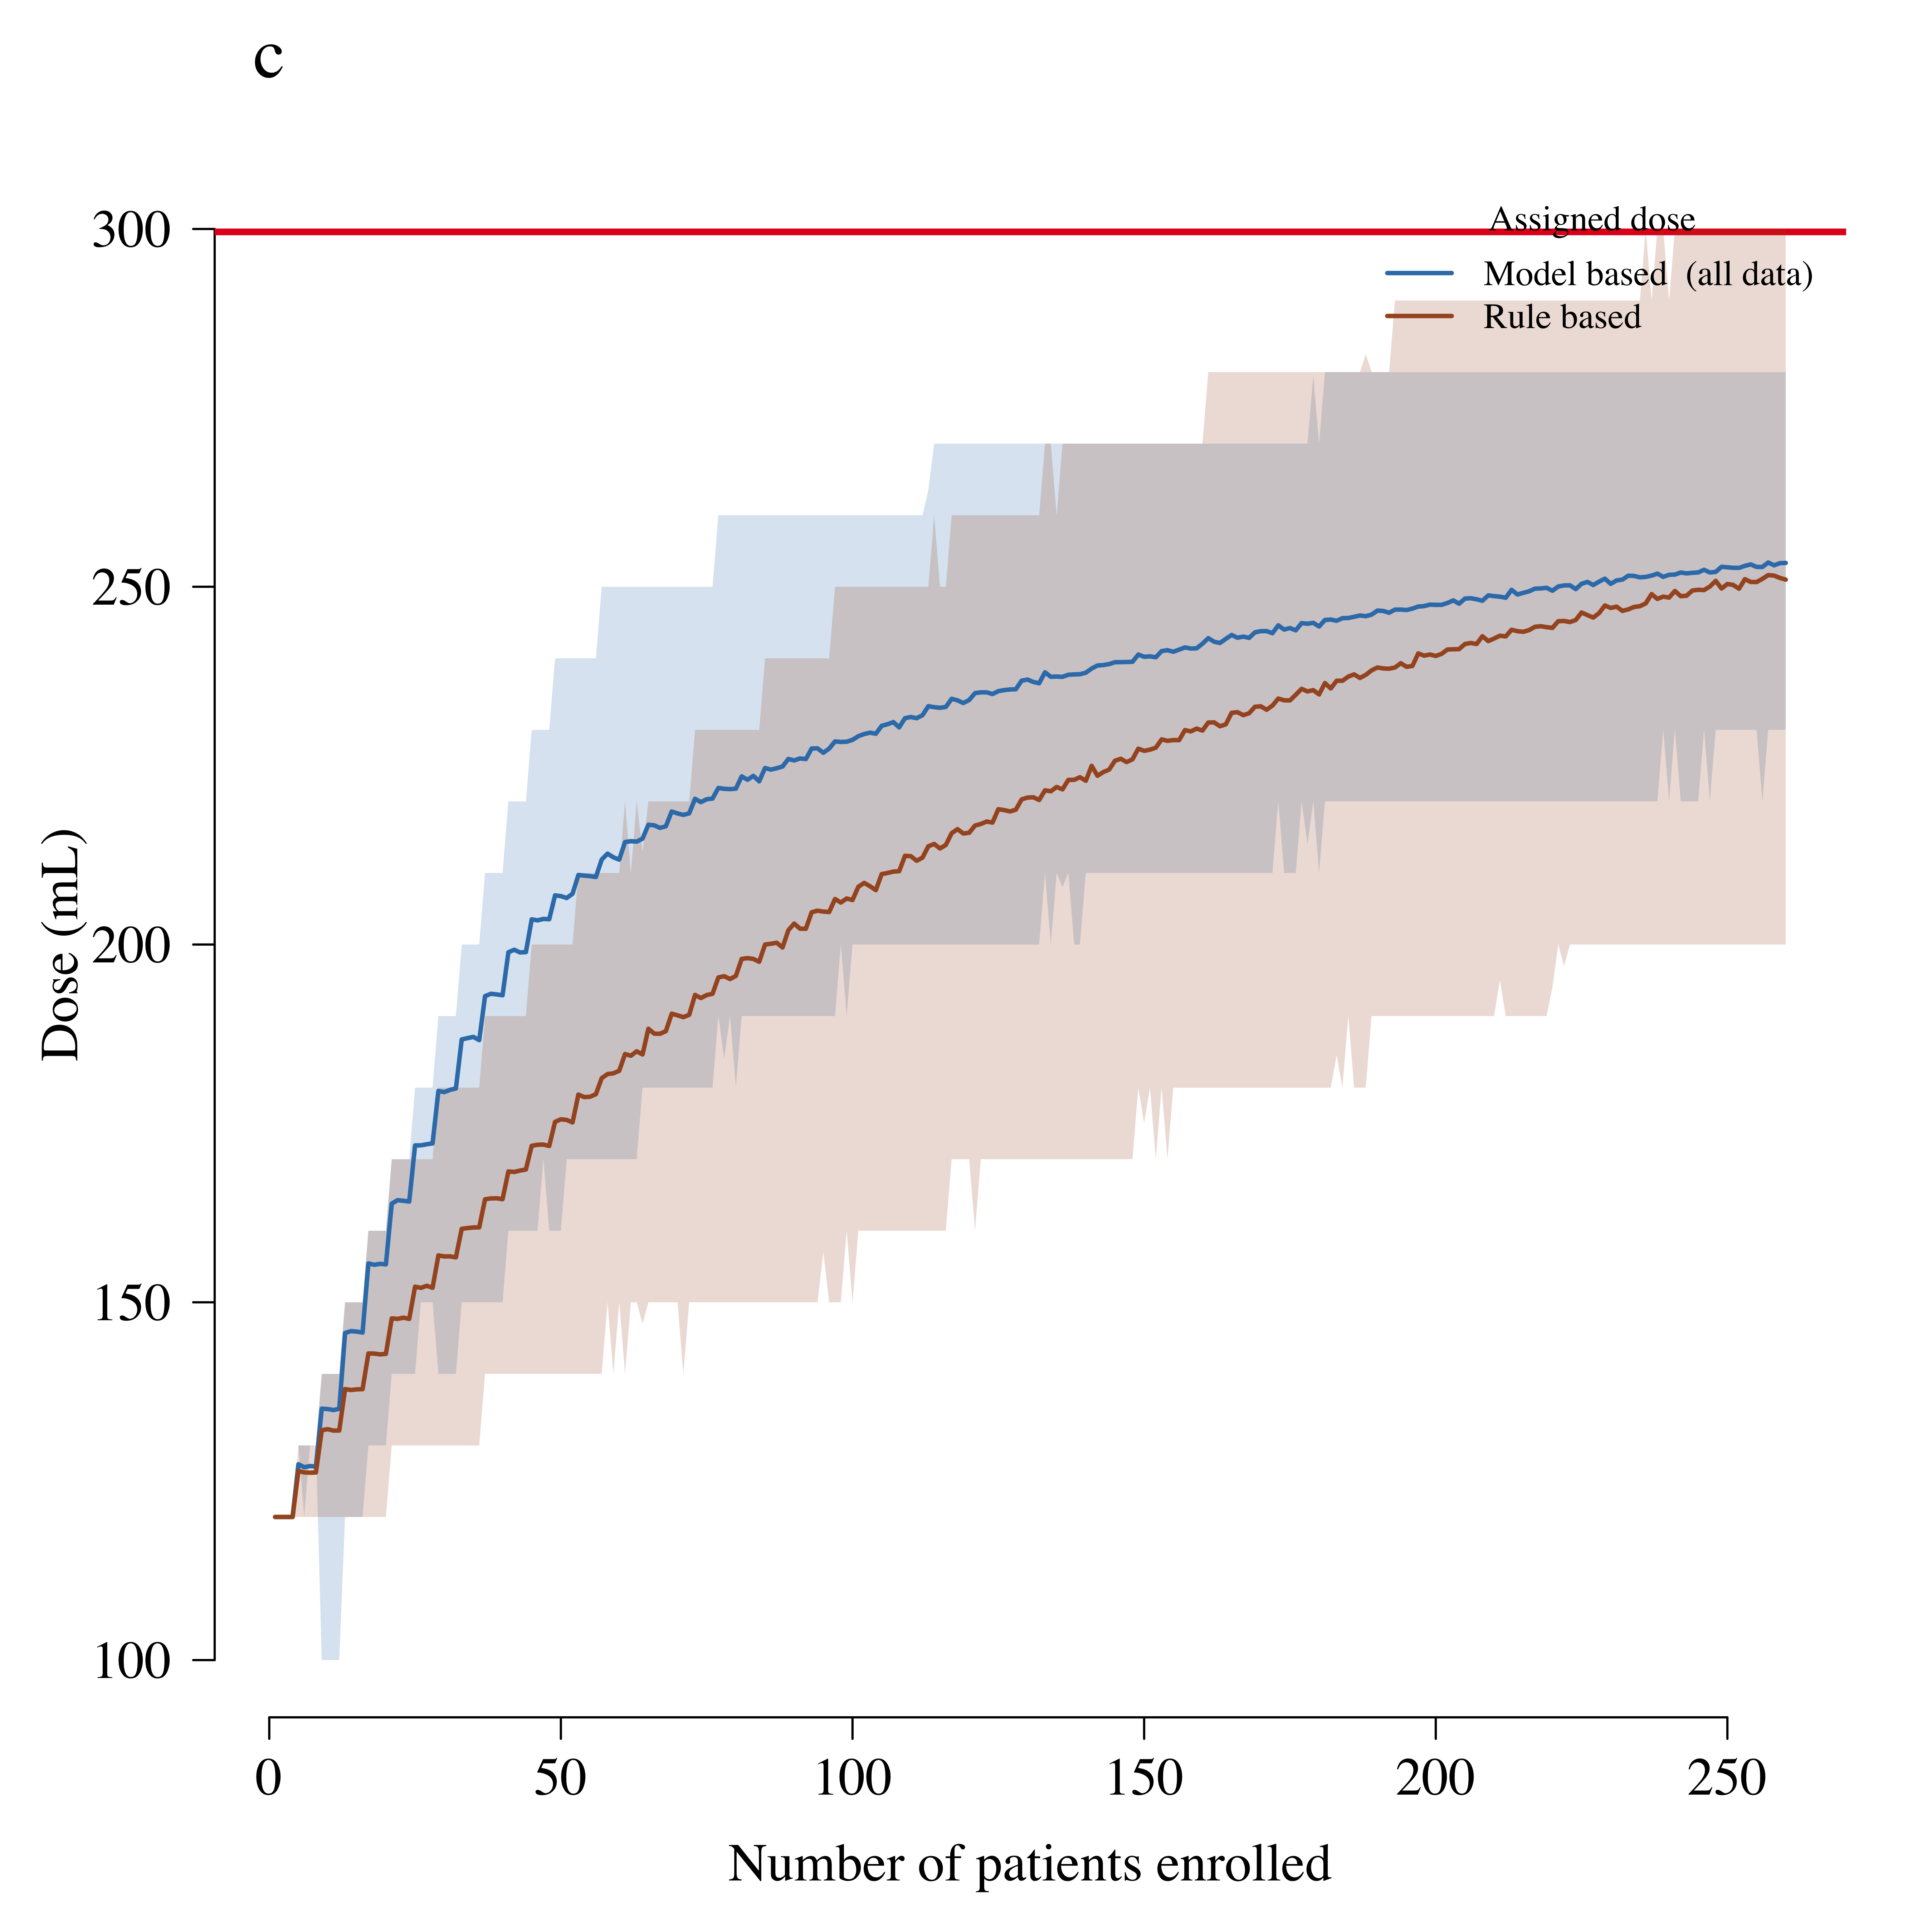 c
Assigned dose
Model based (all data)
Rule based
300
250
200
150
100
Dose (mL)
0 50 100 150 200 250
Number of patients enrolled